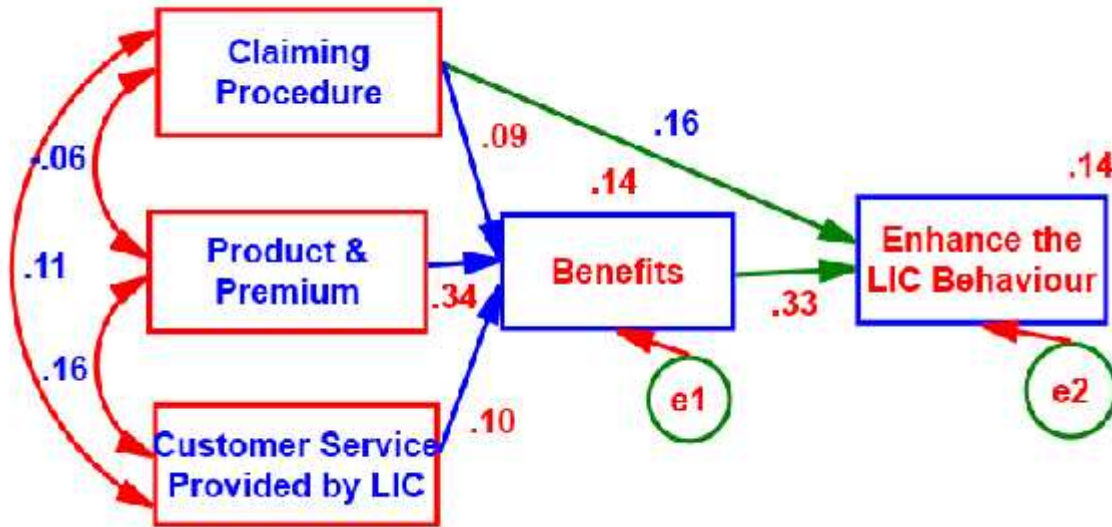 Claiming
Procedure
.09
.16
-.06
.14
.14
Product &
Premium
Benefits
Enhance the
LIC Behaviour
.11
.34
.33
.16
e1
e2
.10
Customer Service
Provided by LIC